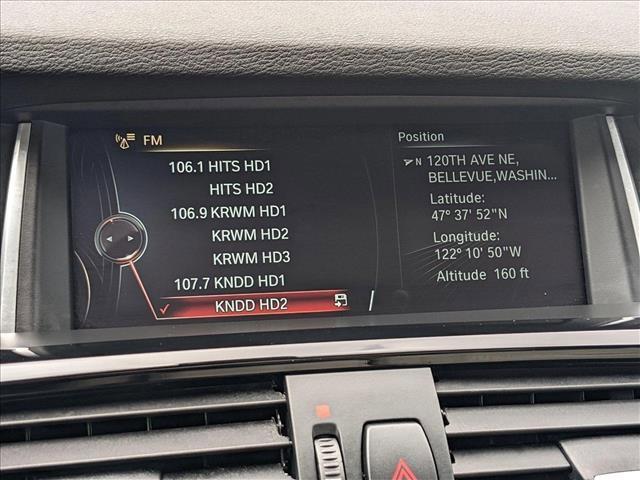 FM
106.1 HITS HD1
HITS HD2
106.9 KRWM HD1
KRWM HD2
KRWM HD3
107.7 KNDD HD1
KNDD HD2
Position
N 120TH AVE NE,
BELLEVUE,WASHIN...
Latitude:
47° 37' 52"N
Longitude:
122° 10' 50"W
Altitude 160 ft